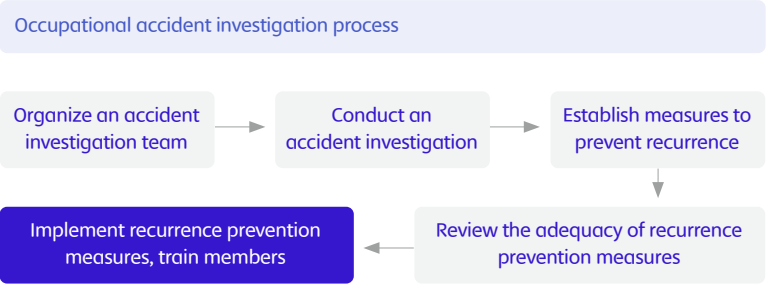 Occupational accident investigation process
Organize an accident
investigation team
Conduct an
accident investigation
Establish measures to
prevent recurrence
Review the adequacy of recurrence
prevention measures
Implement recurrence prevention
measures, train members